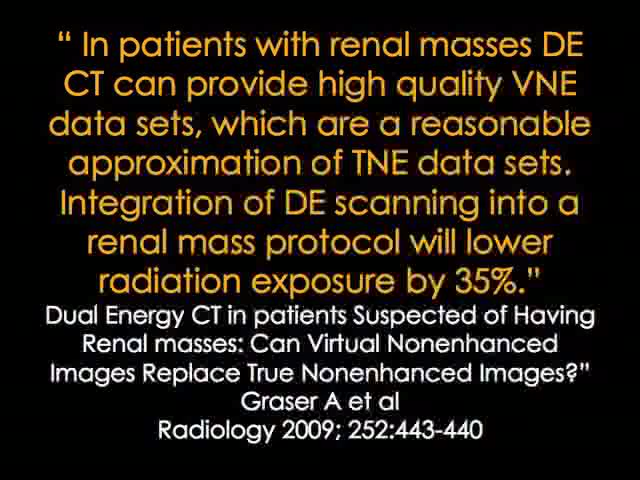 “ In patients with renal masses DE
CT can provide high quality VNE
data sets, which are a reasonable
approximation of TNE data sets.
Integration of DE scanning into a
renal mass protocol will lower
radiation exposure by 35%.”
Dual Energy CT in patients Suspected of Having
Renal masses: Can Virtual Nonenhanced
Images Replace True Nonenhanced Images?”
Graser A et al
Radiology 2009; 252:443-440